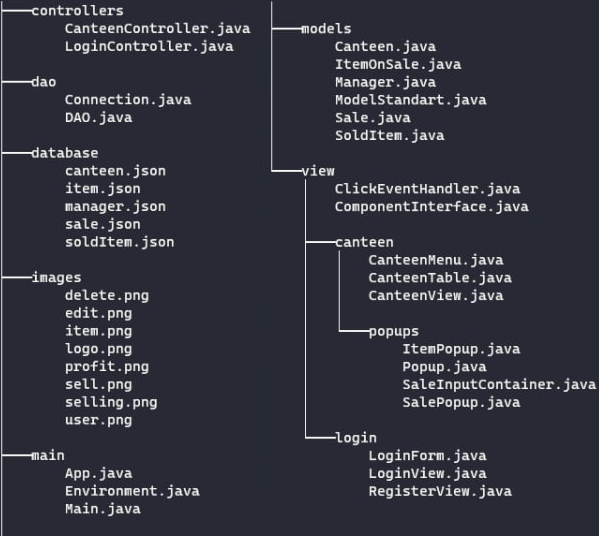 controllers
CanteenController.java
LoginController.java
dao
Connection.java
DAO.java
database
canteen.json
item.json
manager.json
sale.json
soldItem.json
images
delete.png
edit.png
item.png
logo.png
profit.png
sell.png
selling.png
user.png
main
App.java
Environment.java
Main.java
models
Canteen.java
ItemOnSale.java
Manager.java
ModelStandart.java
Sale.java
SoldItem.java
view
ClickEventHandler.java
ComponentInterface.java
canteen
CanteenMenu.java
CanteenTable.java
CanteenView.java
popups
ItemPopup.java
Popup.java
SaleInputContainer.java
SalePopup.java
login
LoginForm.java
LoginView.java
RegisterView.java